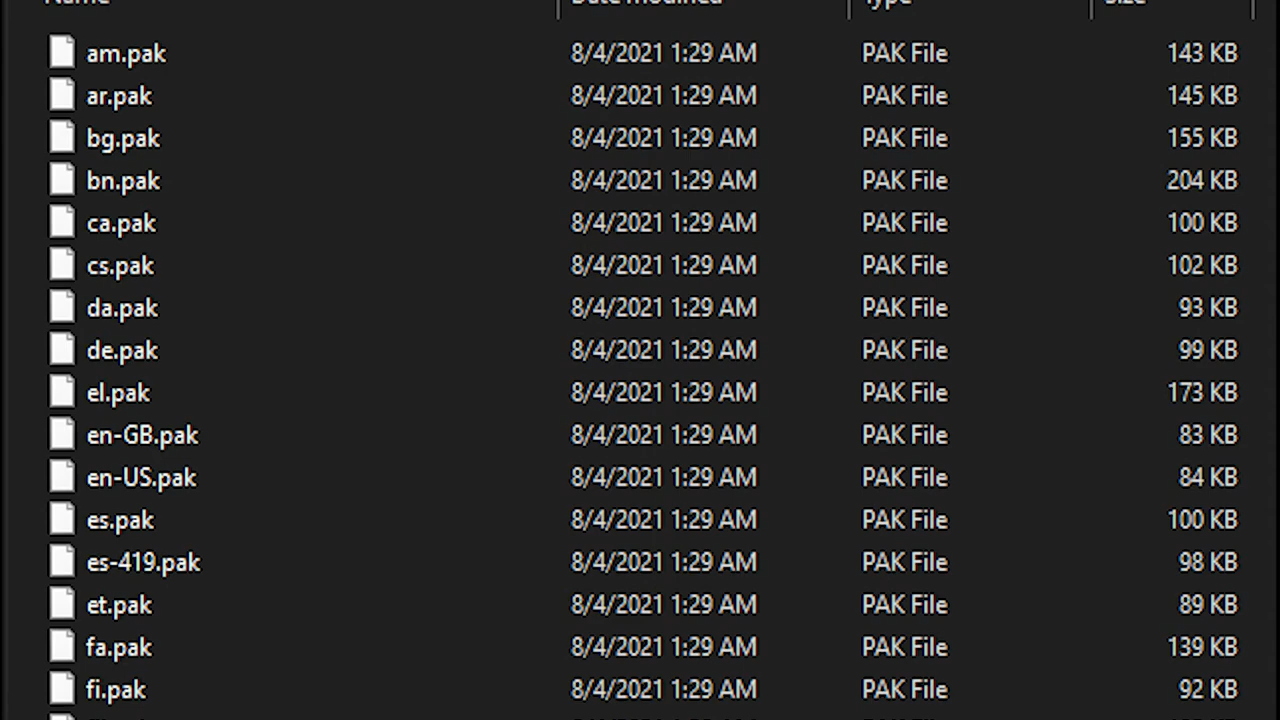 Name Date modified Type Size
am.pak 8/4/2021 1:29 AM PAK File 143 KB
ar.pak 8/4/2021 1:29 AM PAK File 145 KB
bg.pak 8/4/2021 1:29 AM PAK File 155 KB
bn.pak 8/4/2021 1:29 AM PAK File 204 KB
ca.pak 8/4/2021 1:29 AM PAK File 100 KB
cs.pak 8/4/2021 1:29 AM PAK File 102 KB
da.pak 8/4/2021 1:29 AM PAK File 93 KB
de.pak 8/4/2021 1:29 AM PAK File 99 KB
el.pak 8/4/2021 1:29 AM PAK File 173 KB
en-GB.pak 8/4/2021 1:29 AM PAK File 83 KB
en-US.pak 8/4/2021 1:29 AM PAK File 84 KB
es.pak 8/4/2021 1:29 AM PAK File 100 KB
es-419.pak 8/4/2021 1:29 AM PAK File 98 KB
et.pak 8/4/2021 1:29 AM PAK File 89 KB
fa.pak 8/4/2021 1:29 AM PAK File 139 KB
fi.pak 8/4/2021 1:29 AM PAK File 92 KB